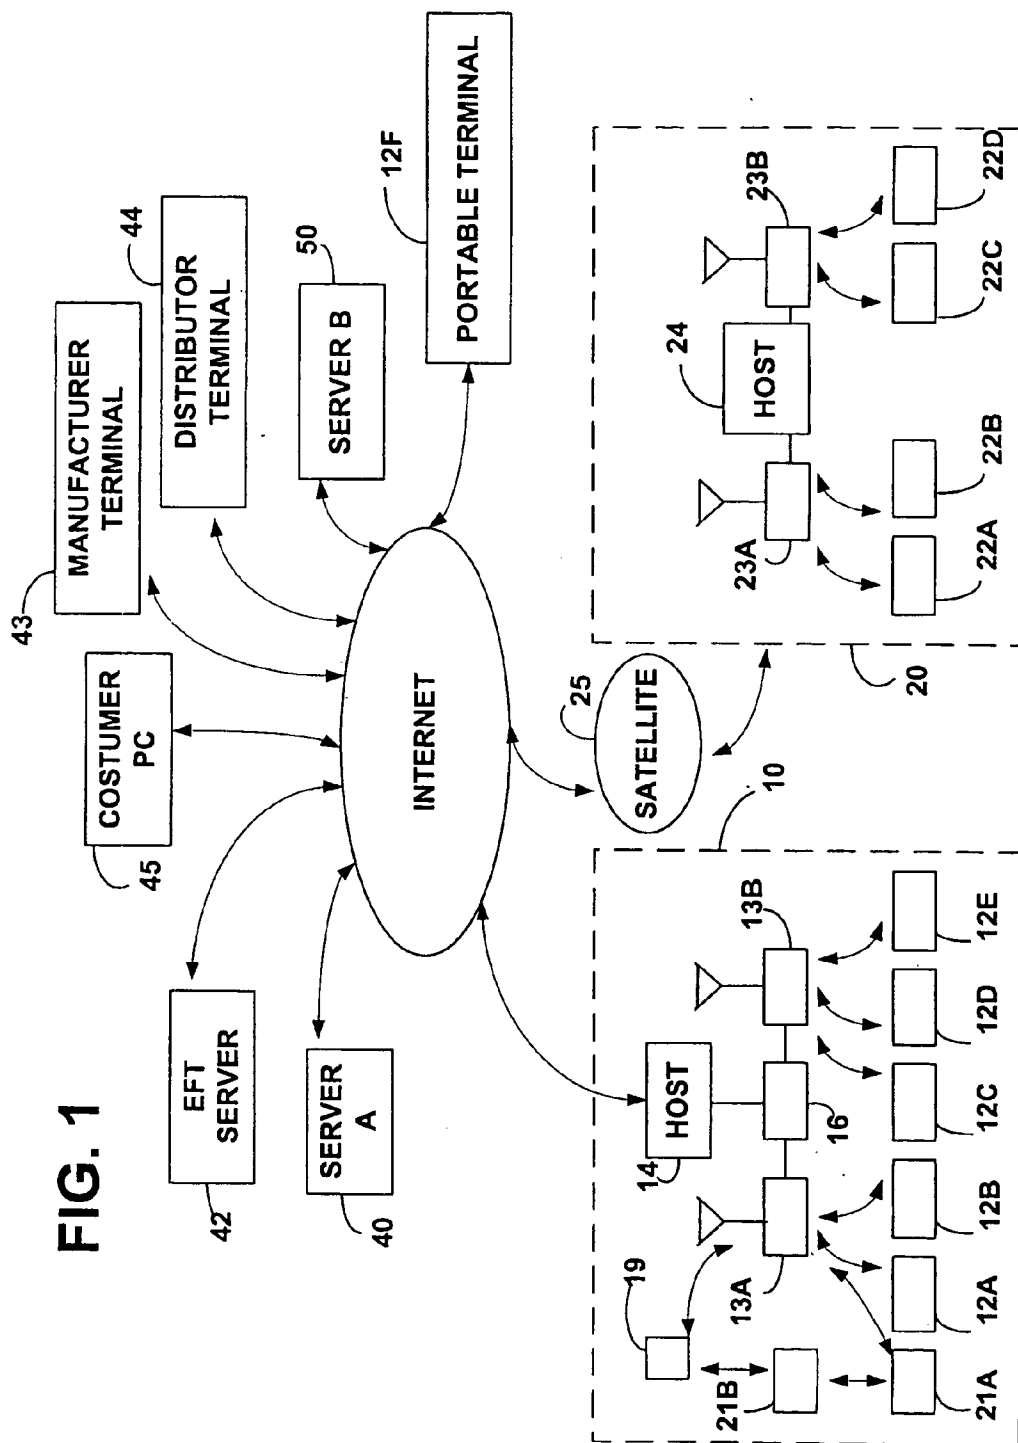 FIG. 1
MANUFACTURER
TERMINAL
43
DISTRIBUTOR
TERMINAL
44
COSTUMER
PC
45
SERVER B
50
EFT
SERVER
42
SERVER
A
40
PORTABLE TERMINAL
12F
INTERNET
SATELLITE
25
10
HOST
14
16
13A
13B
19
21B
21A
12A
12B
12C
12D
12E
20
HOST
24
23A
23B
22A
22B
22C
22D